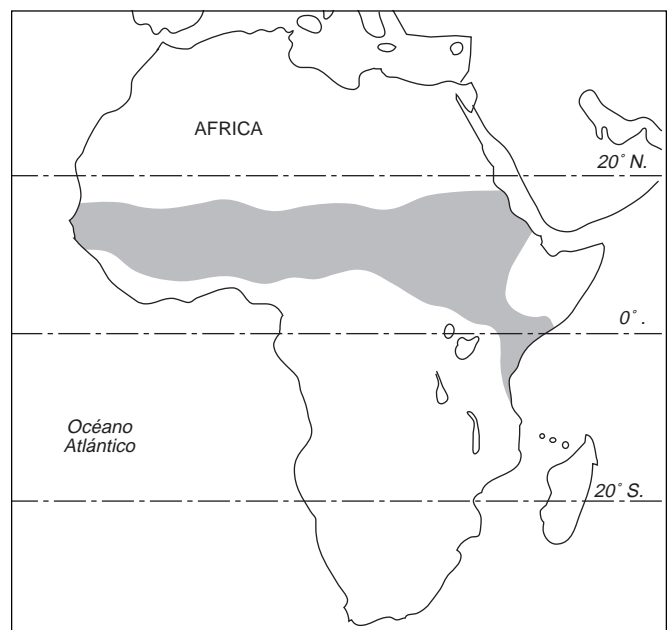 AFRICA
20° N.
0° .
Océano
Atlántico
20° S.